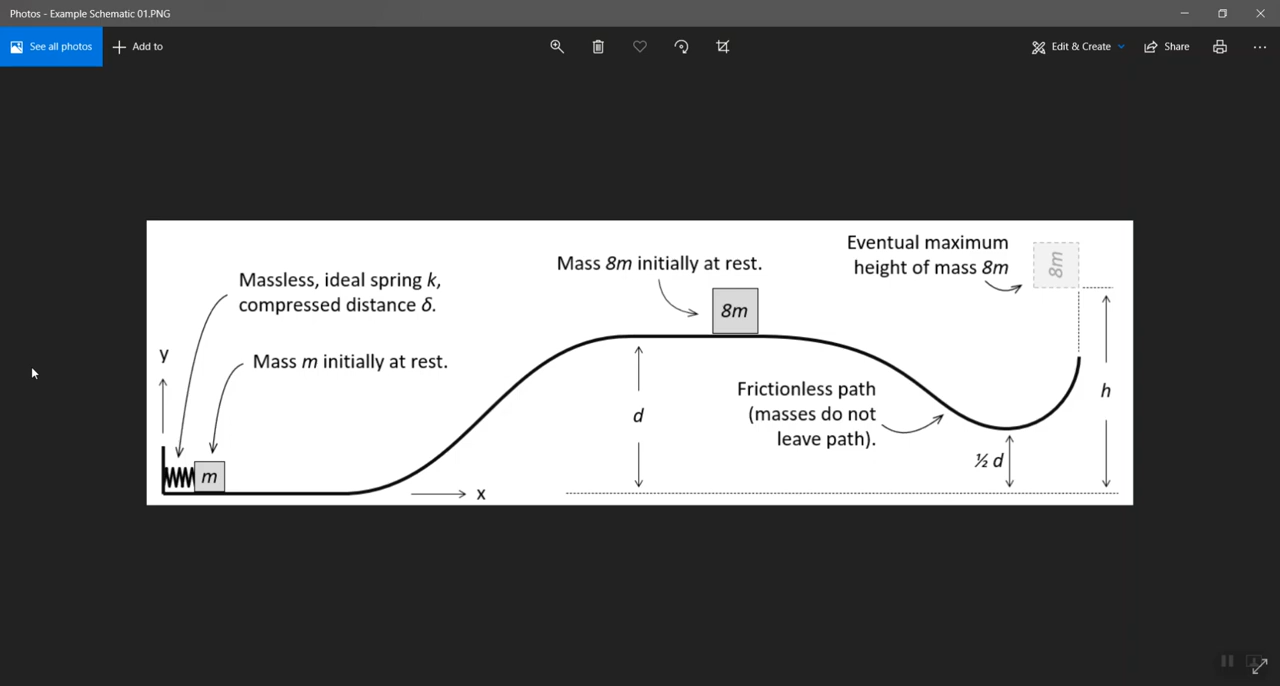 Photos - Example Schematic 01.PNG
See all photos
Add to
Edit & Create
Share
Massless, ideal spring k,
compressed distance δ.
Mass m initially at rest.
y
m
x
Mass 8m initially at rest.
8m
d
Frictionless path
(masses do not
leave path).
½ d
Eventual maximum
height of mass 8m
8m
h